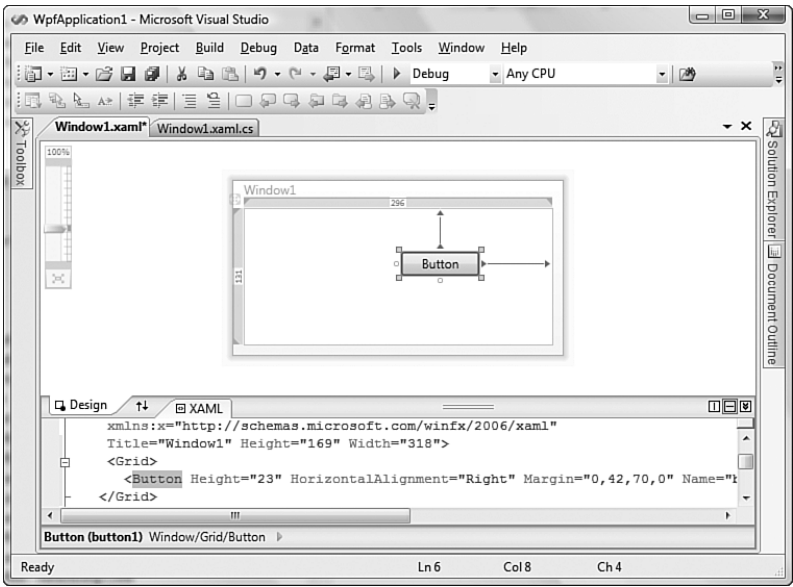 WpfApplication1 - Microsoft Visual Studio
File Edit View Project Build Debug Data Format Tools Window Help
Debug Any CPU
Window1.xaml* Window1.xaml.cs
Toolbox
100%
Window1
296
131
Button
Solution Explorer
Document Outline
Design XAML
xmlns:x="http://schemas.microsoft.com/winfx/2006/xaml"
Title="Window1" Height="169" Width="318">
<Grid>
<Button Height="23" HorizontalAlignment="Right" Margin="0,42,70,0" Name="b
</Grid>
Button (button1) Window/Grid/Button
Ready Ln 6 Col 8 Ch 4